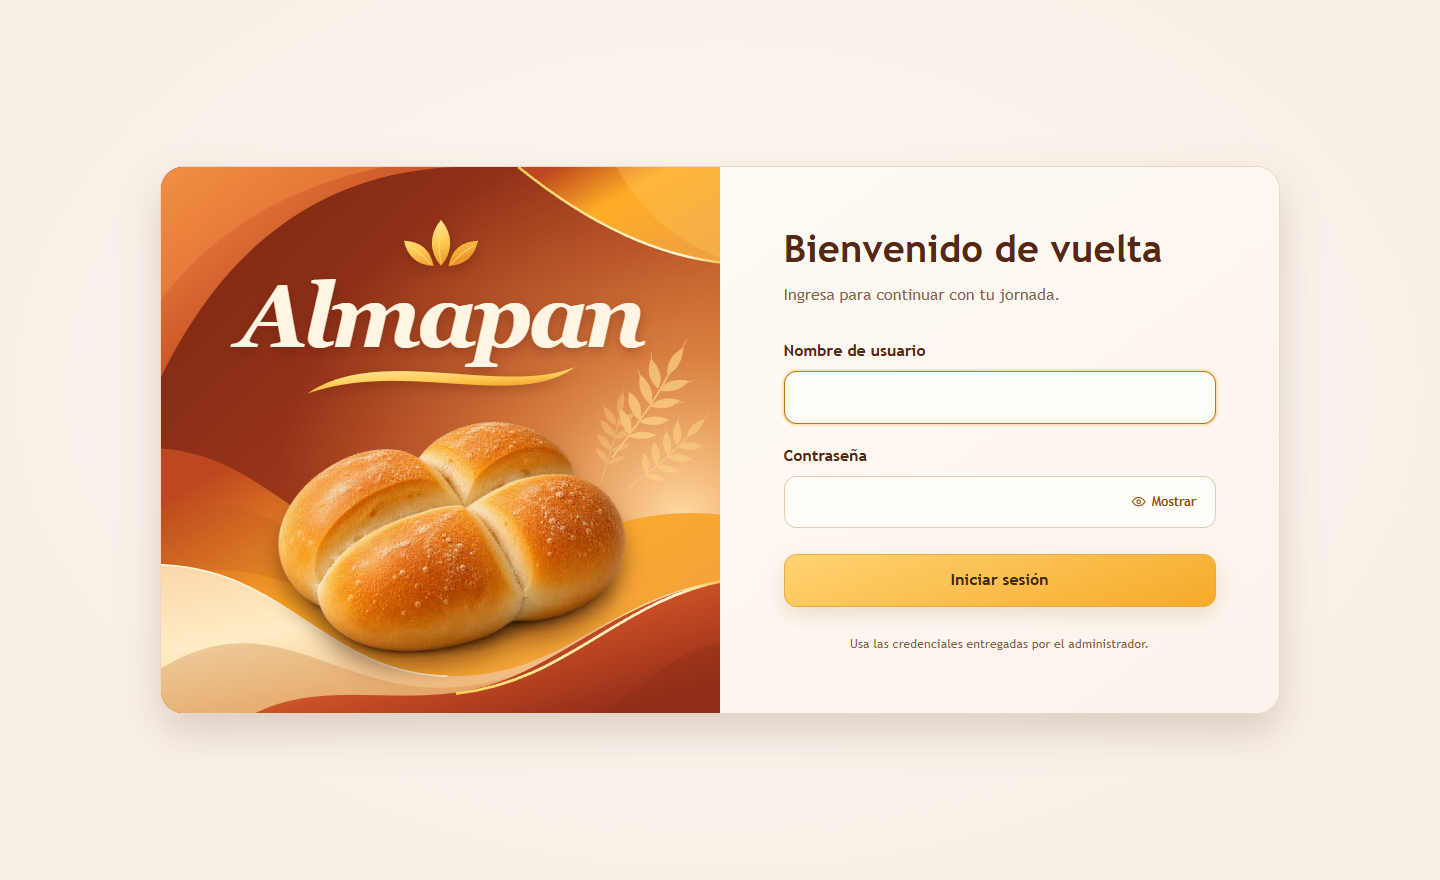 Almapan
Bienvenido de vuelta
Ingresa para continuar con tu jornada.
Nombre de usuario
Contraseña
Mostrar
Iniciar sesión
Usa las credenciales entregadas por el administrador.